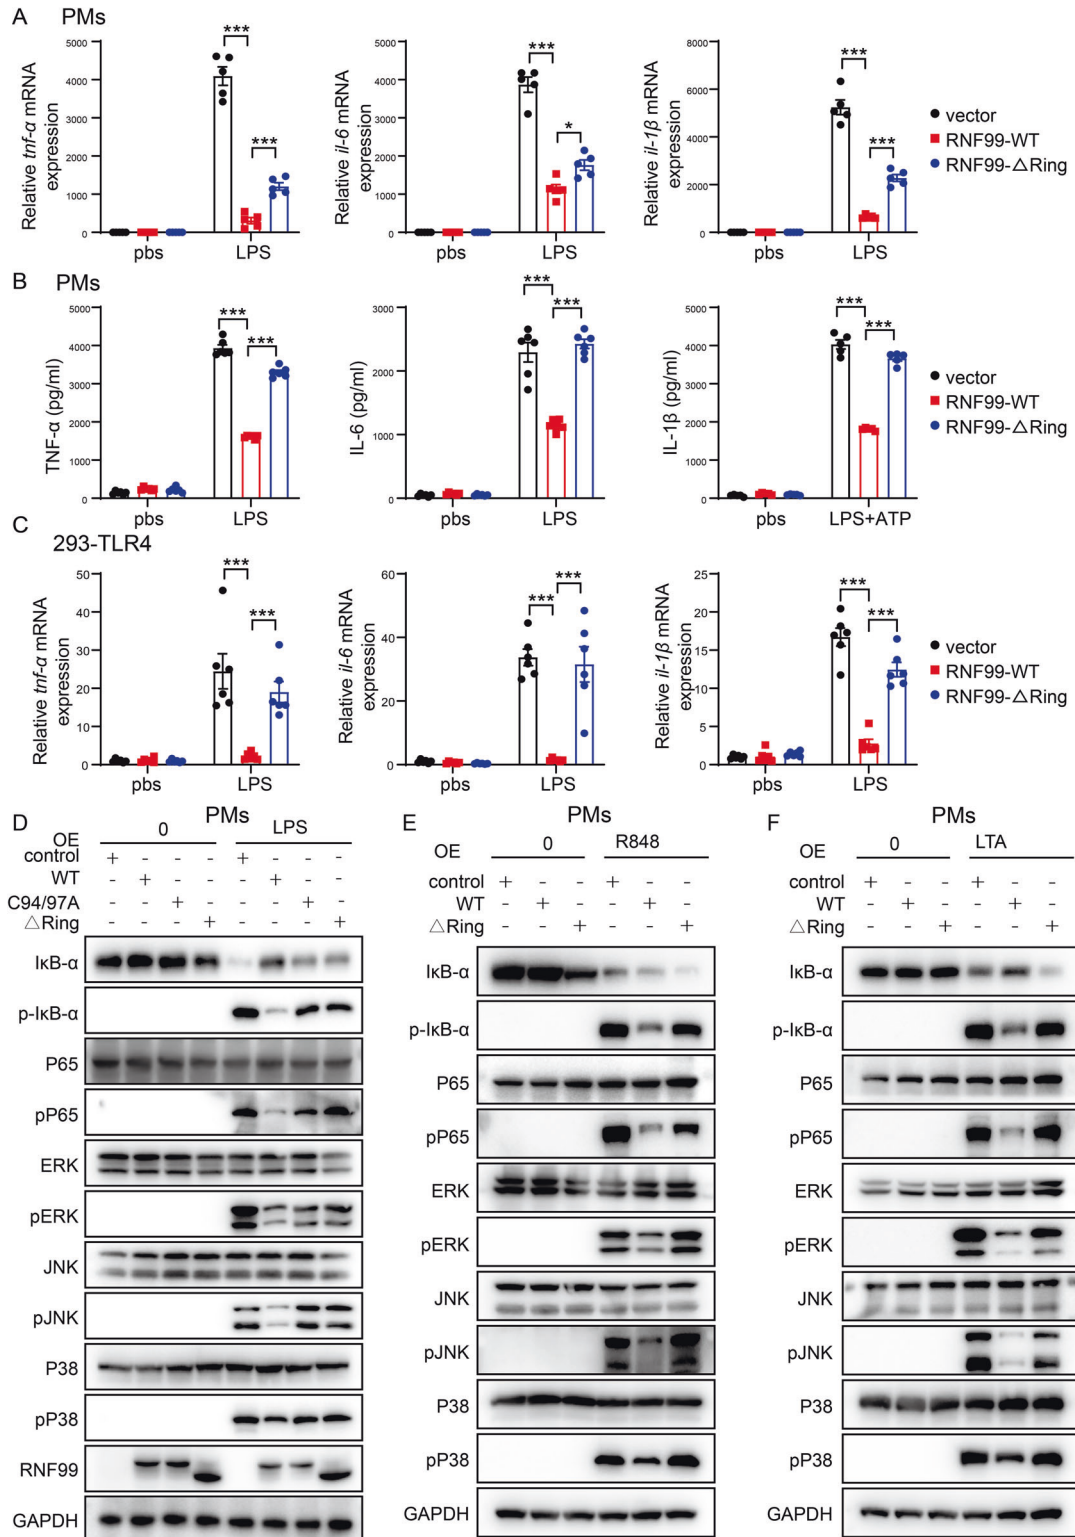 A PMs
Relative tnf-α mRNA
expression
5000
4000
3000
2000
1000
0
***
***
pbs
LPS
Relative il-6 mRNA
expression
5000
4000
3000
2000
1000
0
***
*
pbs
LPS
Relative il-1β mRNA
expression
8000
6000
4000
2000
0
***
***
pbs
LPS
vector
RNF99-WT
RNF99-△Ring
B PMs
TNF-α (pg/ml)
5000
4000
3000
2000
1000
0
***
***
pbs
LPS
IL-6 (pg/ml)
3000
2000
1000
0
***
***
pbs
LPS
IL-1β (pg/ml)
5000
4000
3000
2000
1000
0
***
***
pbs
LPS+ATP
vector
RNF99-WT
RNF99-△Ring
C
293-TLR4
Relative tnf-α mRNA
expression
50
40
30
20
10
0
***
***
pbs
LPS
Relative il-6 mRNA
expression
60
40
20
0
***
***
pbs
LPS
Relative il-1β mRNA
expression
25
20
15
10
5
0
***
***
pbs
LPS
vector
RNF99-WT
RNF99-△Ring
D PMs
OE 0 LPS
control + - - - + - - -
WT - + - - - + - -
C94/97A - - + - - - + -
△Ring - - - + - - - +
IκB-α
p-IκB-α
P65
pP65
ERK
pERK
JNK
pJNK
P38
pP38
RNF99
GAPDH
E PMs
OE 0 R848
control + - - + - -
WT - + - - + -
△Ring - - + - - +
IκB-α
p-IκB-α
P65
pP65
ERK
pERK
JNK
pJNK
P38
pP38
GAPDH
F PMs
OE 0 LTA
control + - - + - -
WT - + - - + -
△Ring - - + - - +
IκB-α
p-IκB-α
P65
pP65
ERK
pERK
JNK
pJNK
P38
pP38
GAPDH